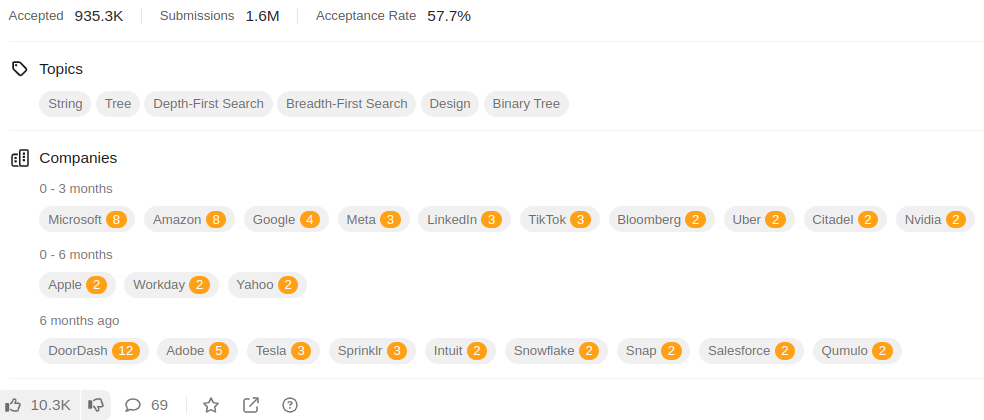 Accepted 935.3K Submissions 1.6M Acceptance Rate 57.7%
Topics
String Tree Depth-First Search Breadth-First Search Design Binary Tree
Companies
0 - 3 months
Microsoft 8 Amazon 8 Google 4 Meta 3 LinkedIn 3 TikTok 3 Bloomberg 2 Uber 2 Citadel 2 Nvidia 2
0 - 6 months
Apple 2 Workday 2 Yahoo 2
6 months ago
DoorDash 12 Adobe 5 Tesla 3 Sprinklr 3 Intuit 2 Snowflake 2 Snap 2 Salesforce 2 Qumulo 2
10.3K 69